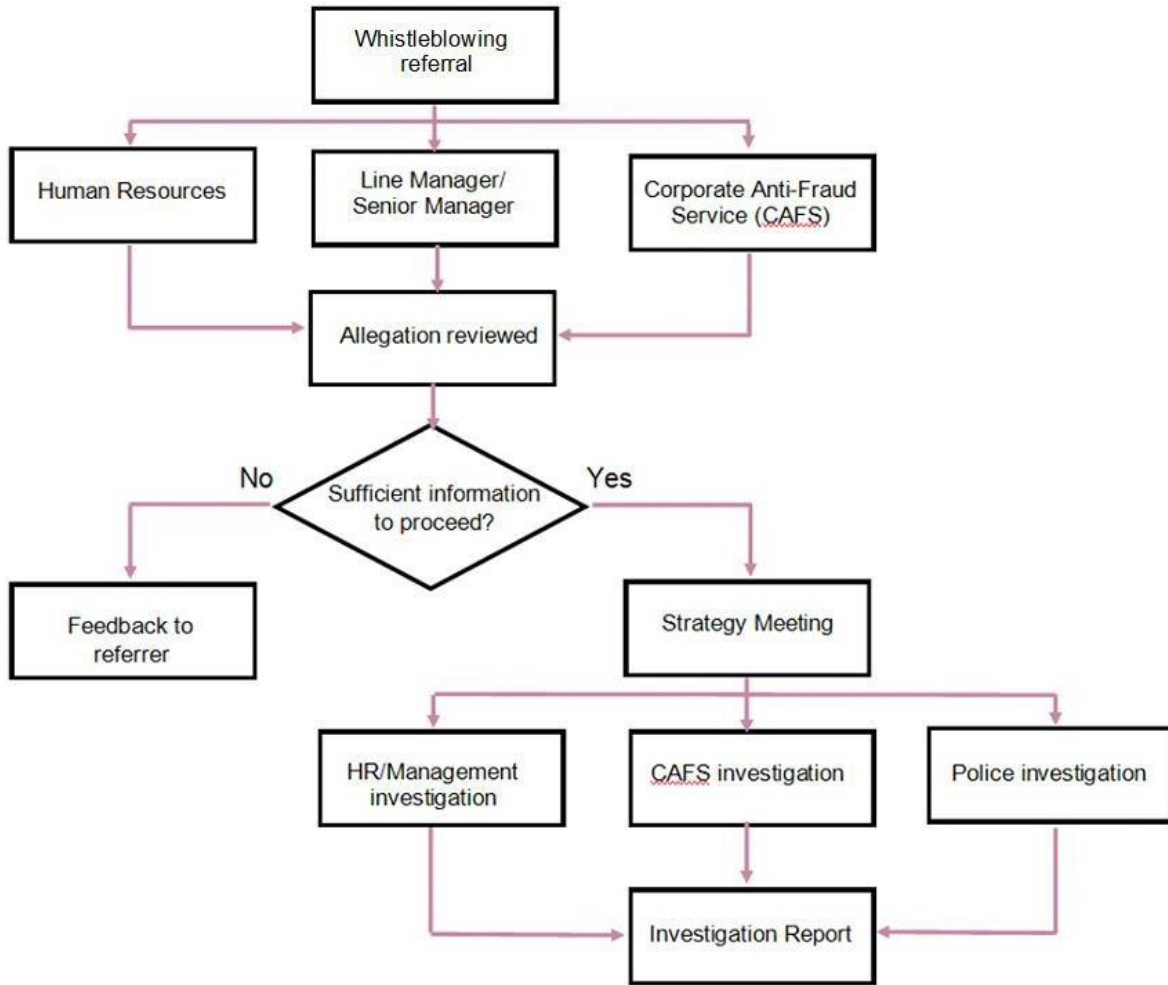 Whistleblowing
referral
Human Resources
Line Manager/
Senior Manager
Corporate Anti-Fraud
Service (CAFS)
Allegation reviewed
No
Sufficient information
to proceed?
Yes
Feedback to
referrer
Strategy Meeting
HR/Management
investigation
CAFS investigation
Police investigation
Investigation Report